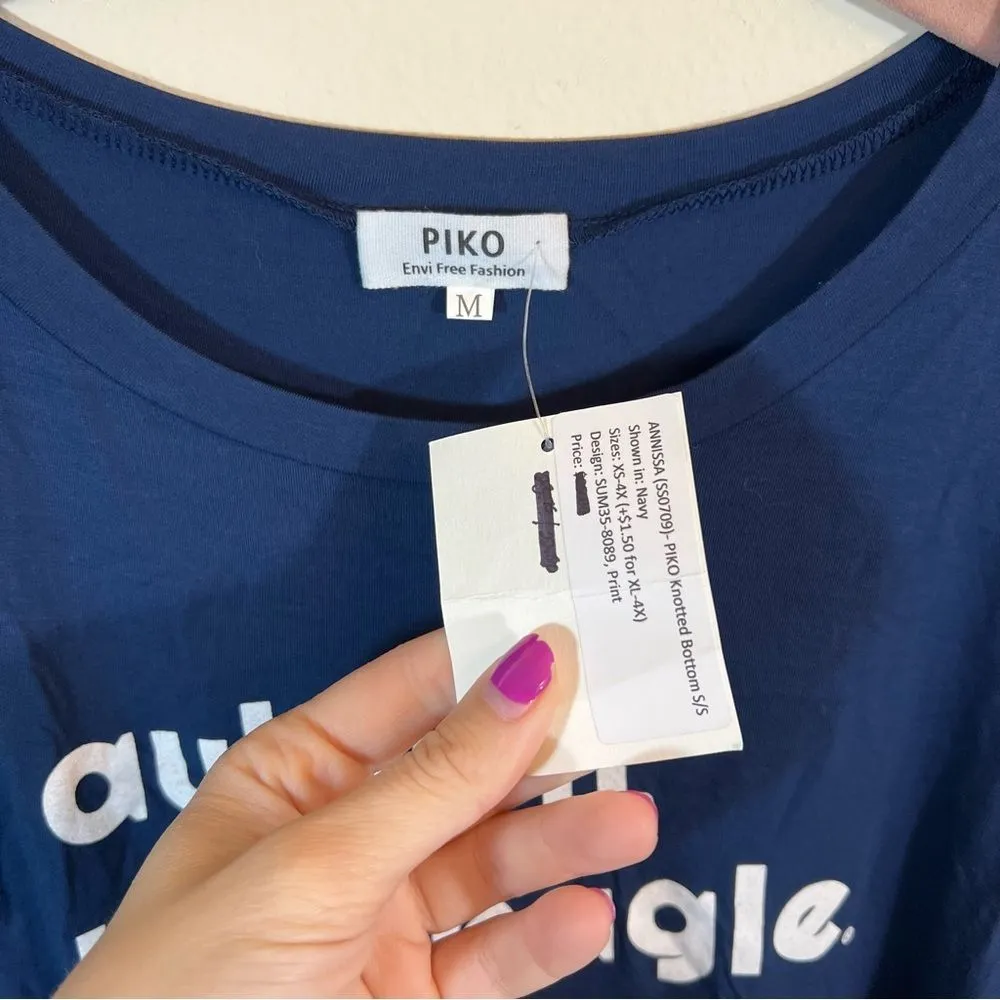 PIKO
Envi Free Fashion
M
ANNISSA (SS0709)- PIKO Knotted Bottom S/S
Shown in: Navy
Sizes: XS-4X (+$1.50 for XL-4X)
Design: SUM35-8089, Print
Price: